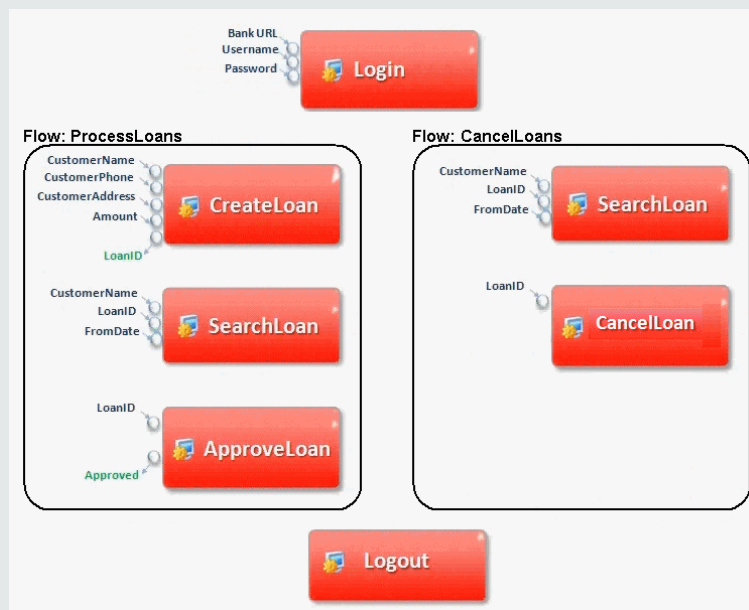 Bank URL
Username
Password
Login
Flow: ProcessLoans
CustomerName
CustomerPhone
CustomerAddress
Amount
LoanID
CreateLoan
CustomerName
LoanID
FromDate
SearchLoan
LoanID
Approved
ApproveLoan
Flow: CancelLoans
CustomerName
LoanID
FromDate
SearchLoan
LoanID
CancelLoan
Logout